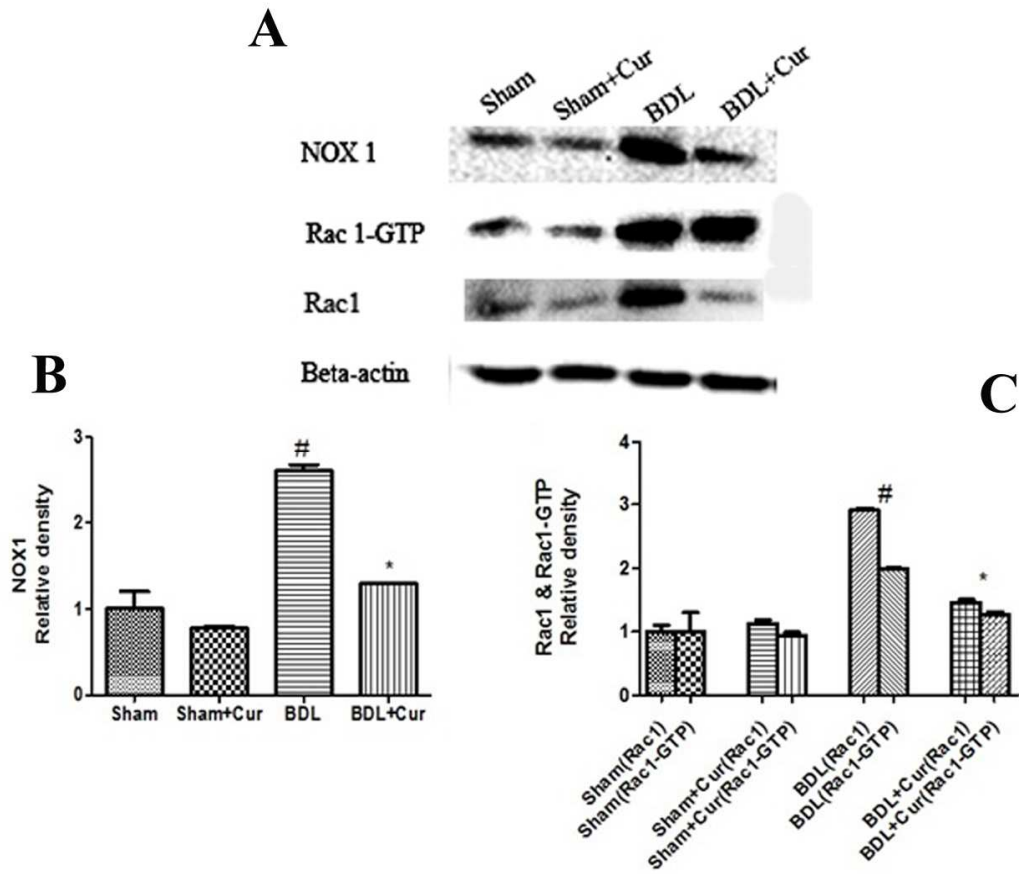 A
Sham
Sham+Cur
BDL
BDL+Cur
NOX 1
Rac 1-GTP
Rac1
Beta-actin
B
NOX1
Relative density
3
2
1
0
#
*
Sham
Sham+Cur
BDL
BDL+Cur
C
Rac1 & Rac1-GTP
Relative density
4
3
2
1
0
#
*
Sham(Rac1)
Sham(Rac1-GTP)
Sham+Cur(Rac1)
Sham+Cur(Rac1-GTP)
BDL(Rac1)
BDL(Rac1-GTP)
BDL+Cur(Rac1)
BDL+Cur(Rac1-GTP)